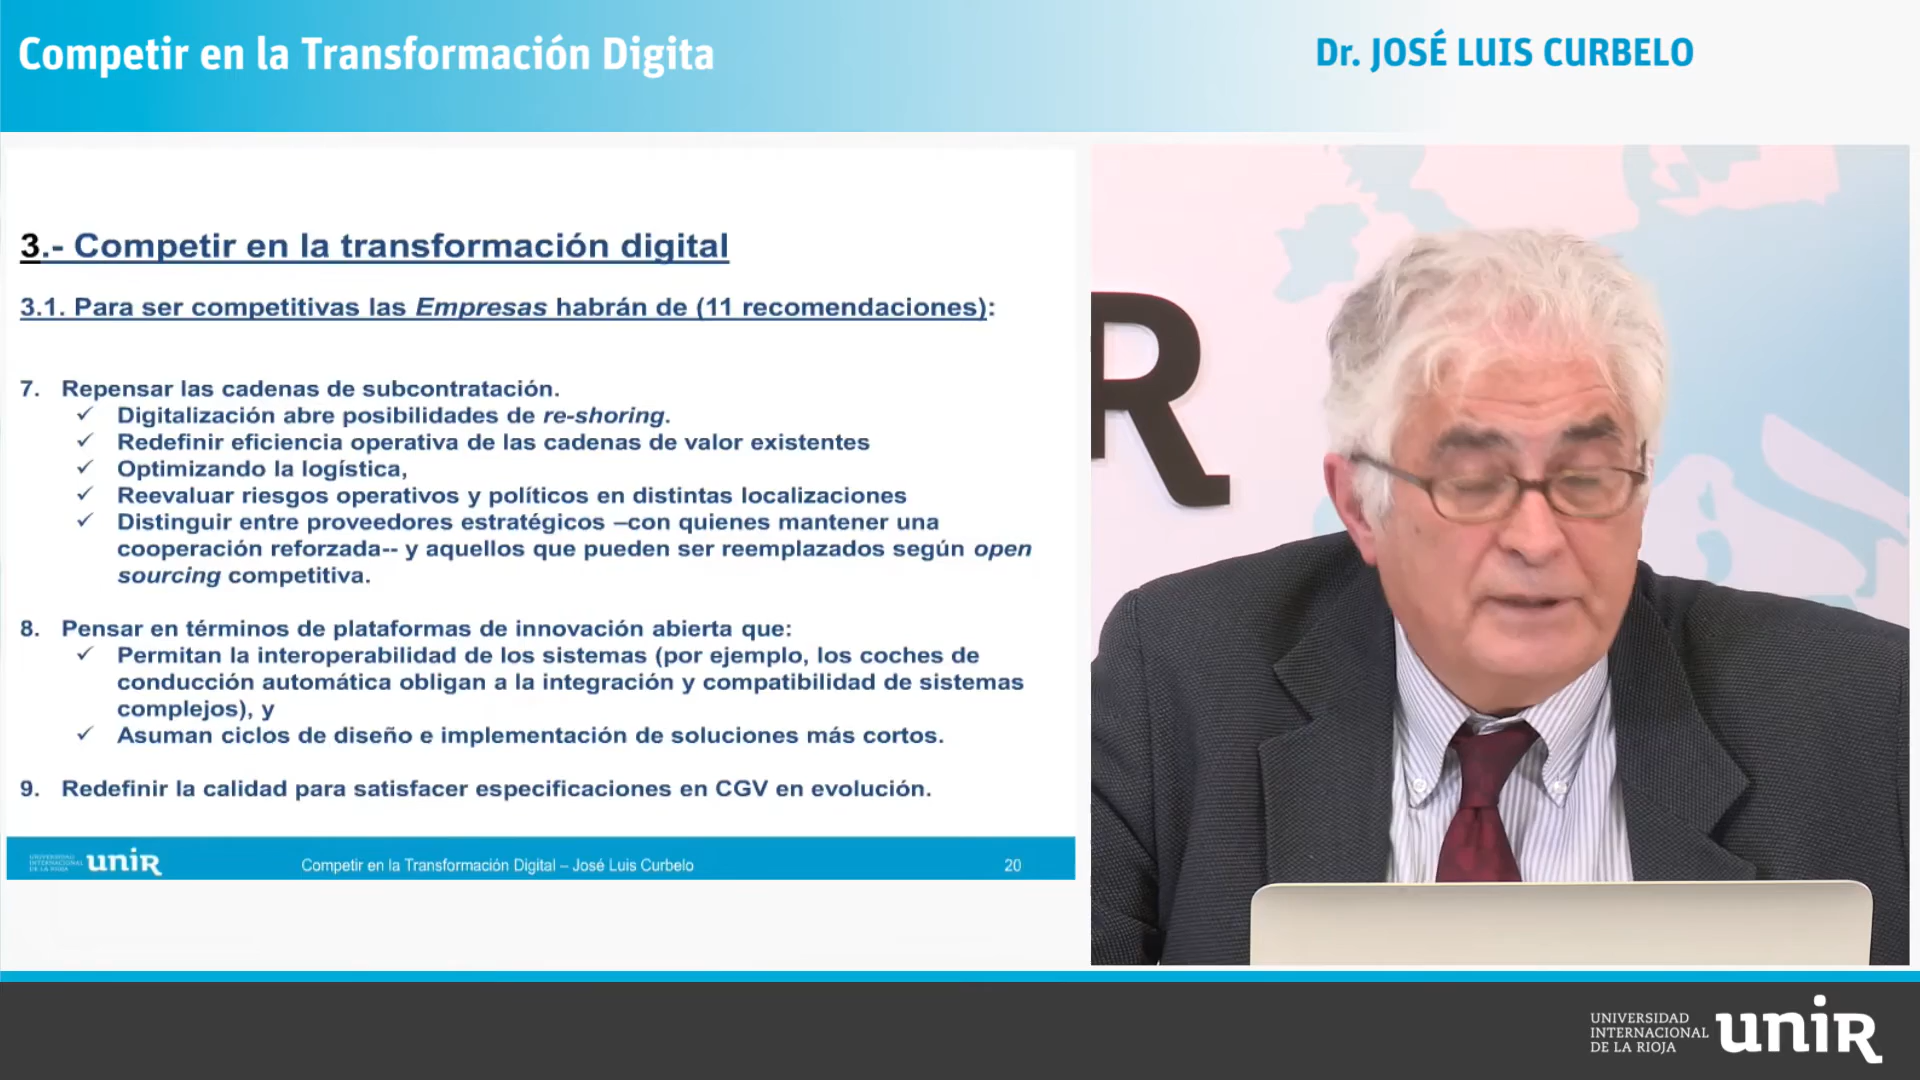 Competir en la Transformación Digita
Dr. JOSÉ LUIS CURBELO
3.- Competir en la transformación digital
3.1. Para ser competitivas las Empresas habrán de (11 recomendaciones):
7. Repensar las cadenas de subcontratación.
✓ Digitalización abre posibilidades de re-shoring.
✓ Redefinir eficiencia operativa de las cadenas de valor existentes
✓ Optimizando la logística,
✓ Reevaluar riesgos operativos y políticos en distintas localizaciones
✓ Distinguir entre proveedores estratégicos –con quienes mantener una
cooperación reforzada-- y aquellos que pueden ser reemplazados según open
sourcing competitiva.
8. Pensar en términos de plataformas de innovación abierta que:
✓ Permitan la interoperabilidad de los sistemas (por ejemplo, los coches de
conducción automática obligan a la integración y compatibilidad de sistemas
complejos), y
✓ Asuman ciclos de diseño e implementación de soluciones más cortos.
9. Redefinir la calidad para satisfacer especificaciones en CGV en evolución.
UNIVERSIDAD
INTERNACIONAL
DE LA RIOJA
unir
Competir en la Transformación Digital – José Luis Curbelo
20
R
UNIVERSIDAD
INTERNACIONAL
DE LA RIOJA
unir